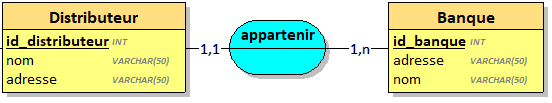 Distributeur
id_distributeur INT
nom VARCHAR(50)
adresse VARCHAR(50)
1,1
appartenir
1,n
Banque
id_banque INT
adresse VARCHAR(50)
nom VARCHAR(50)